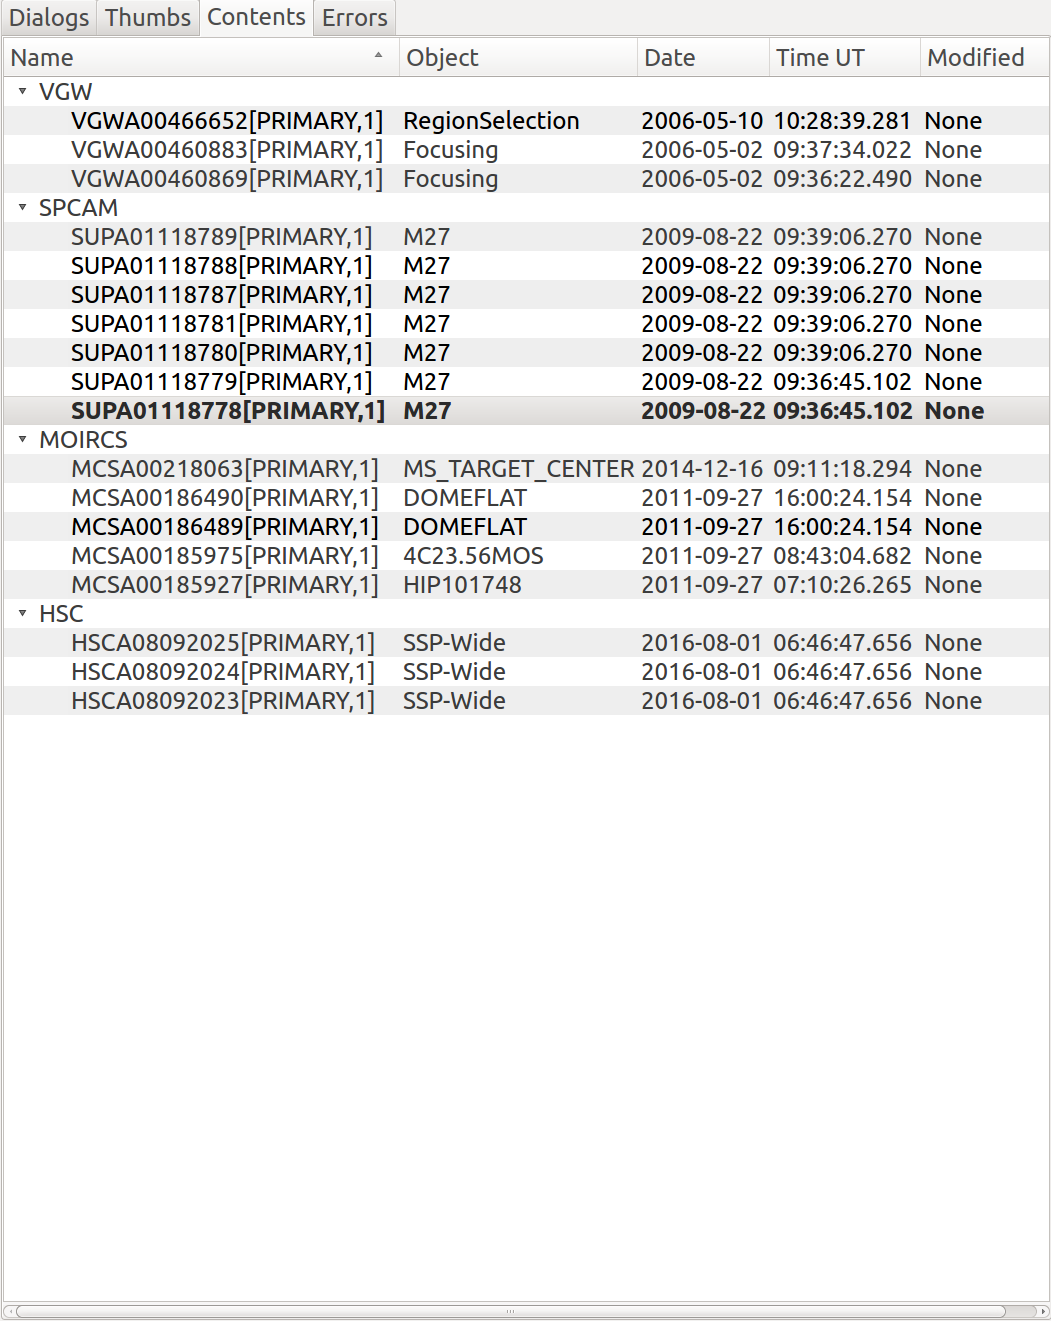 Dialogs Thumbs Contents Errors
Name Object Date Time UT Modified
VGW
VGWA00466652[PRIMARY,1] RegionSelection 2006-05-10 10:28:39.281 None
VGWA00460883[PRIMARY,1] Focusing 2006-05-02 09:37:34.022 None
VGWA00460869[PRIMARY,1] Focusing 2006-05-02 09:36:22.490 None
SPCAM
SUPA01118789[PRIMARY,1] M27 2009-08-22 09:39:06.270 None
SUPA01118788[PRIMARY,1] M27 2009-08-22 09:39:06.270 None
SUPA01118787[PRIMARY,1] M27 2009-08-22 09:39:06.270 None
SUPA01118781[PRIMARY,1] M27 2009-08-22 09:39:06.270 None
SUPA01118780[PRIMARY,1] M27 2009-08-22 09:39:06.270 None
SUPA01118779[PRIMARY,1] M27 2009-08-22 09:36:45.102 None
SUPA01118778[PRIMARY,1] M27 2009-08-22 09:36:45.102 None
MOIRCS
MCSA00218063[PRIMARY,1] MS_TARGET_CENTER 2014-12-16 09:11:18.294 None
MCSA00186490[PRIMARY,1] DOMEFLAT 2011-09-27 16:00:24.154 None
MCSA00186489[PRIMARY,1] DOMEFLAT 2011-09-27 16:00:24.154 None
MCSA00185975[PRIMARY,1] 4C23.56MOS 2011-09-27 08:43:04.682 None
MCSA00185927[PRIMARY,1] HIP101748 2011-09-27 07:10:26.265 None
HSC
HSCA08092025[PRIMARY,1] SSP-Wide 2016-08-01 06:46:47.656 None
HSCA08092024[PRIMARY,1] SSP-Wide 2016-08-01 06:46:47.656 None
HSCA08092023[PRIMARY,1] SSP-Wide 2016-08-01 06:46:47.656 None